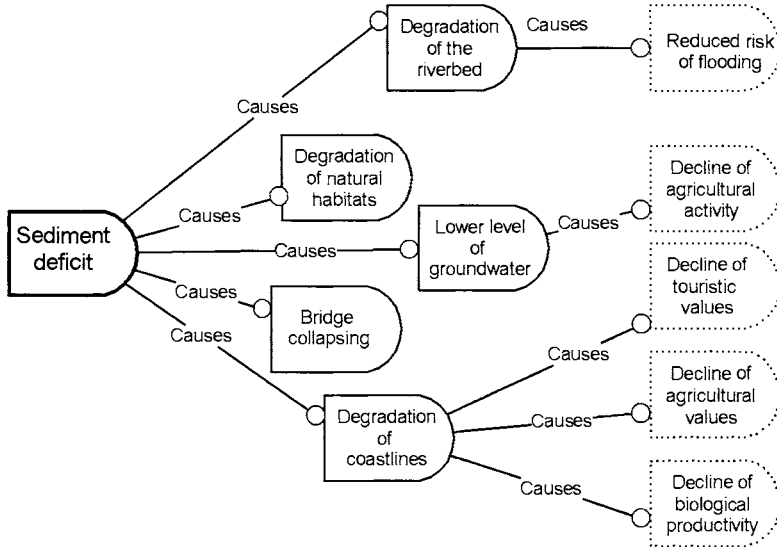 Degradation
of the
riverbed
Causes
Reduced risk
of flooding
Causes
Degradation
of natural
habitats
Causes
Sediment
deficit
Causes
Lower level
of
groundwater
Causes
Decline of
agricultural
activity
Causes
Bridge
collapsing
Decline of
touristic
values
Causes
Degradation
of
coastlines
Causes
Causes
Decline of
agricultural
values
Causes
Decline of
biological
productivity